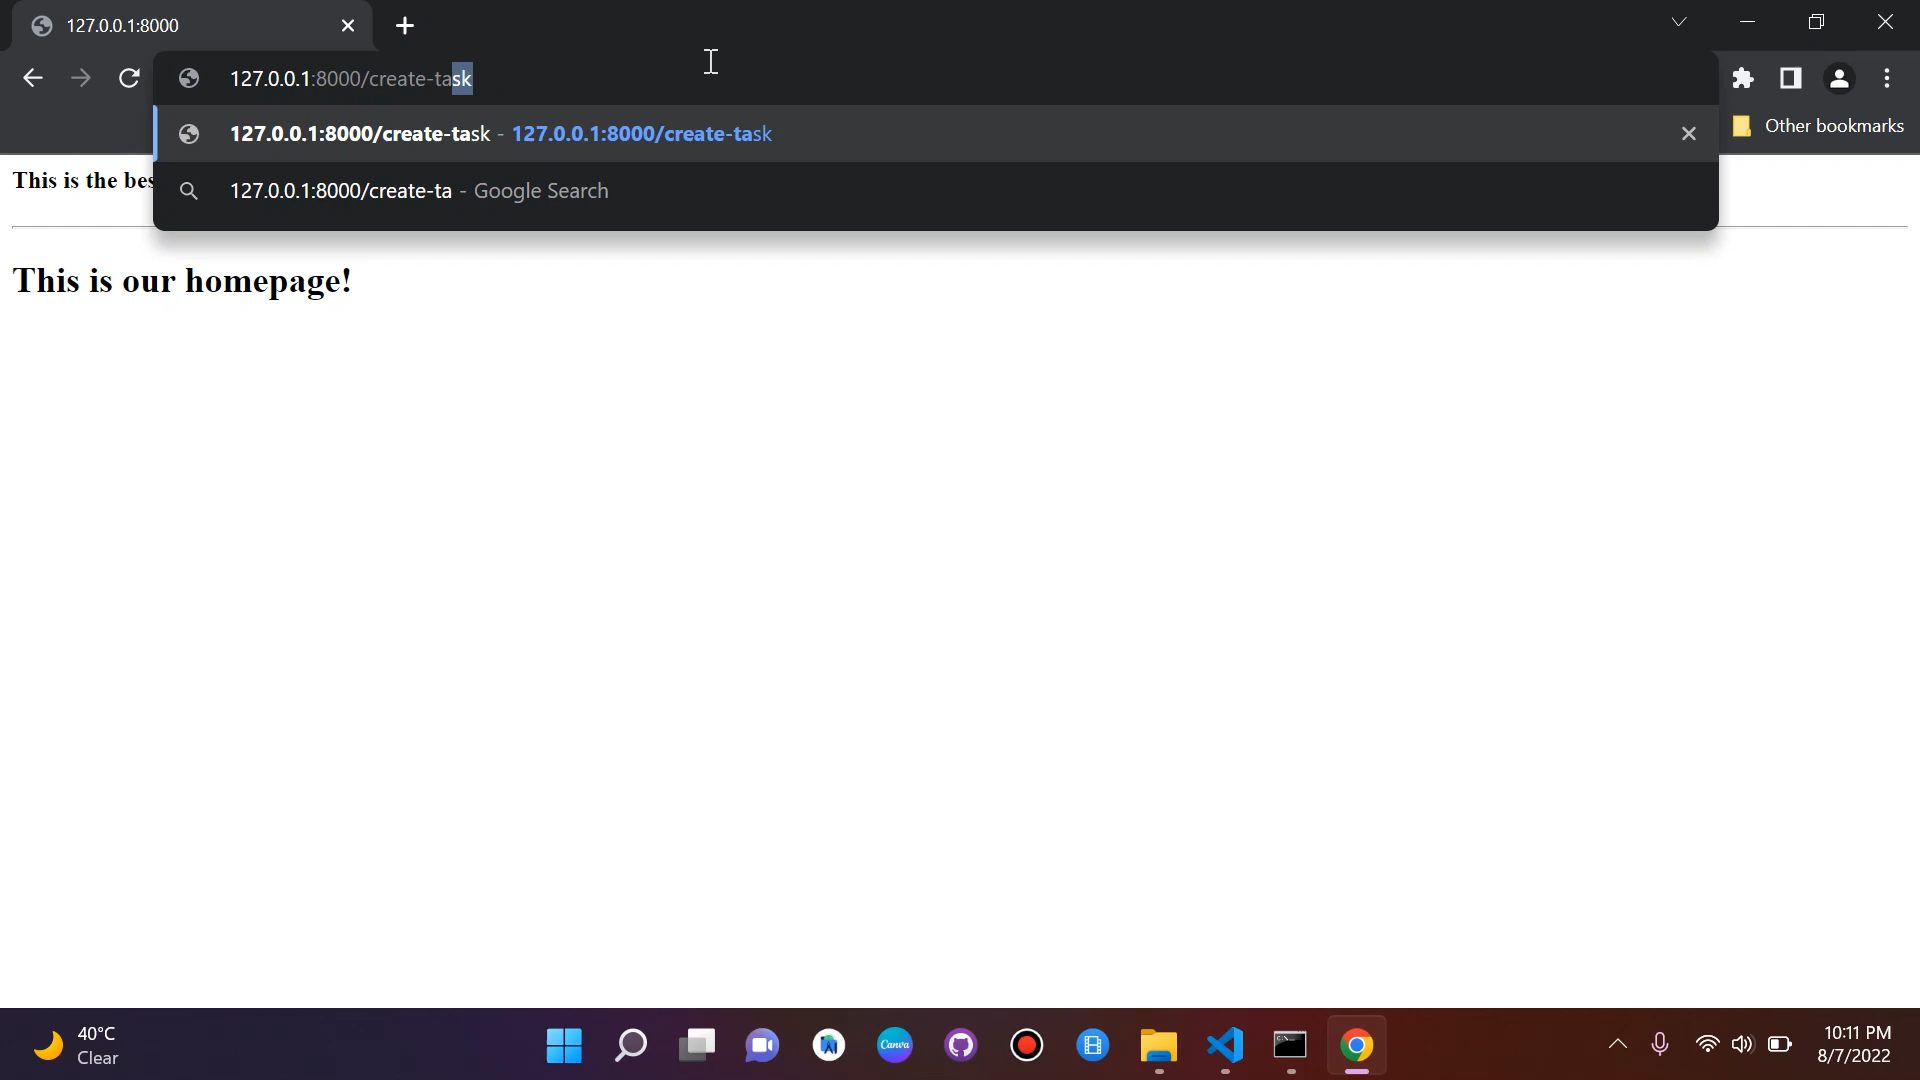 127.0.0.1:8000
127.0.0.1:8000/create-task
127.0.0.1:8000/create-task - 127.0.0.1:8000/create-task
127.0.0.1:8000/create-ta - Google Search
Other bookmarks
This is the bes
This is our homepage!
40°C
Clear
Canva
10:11 PM
8/7/2022